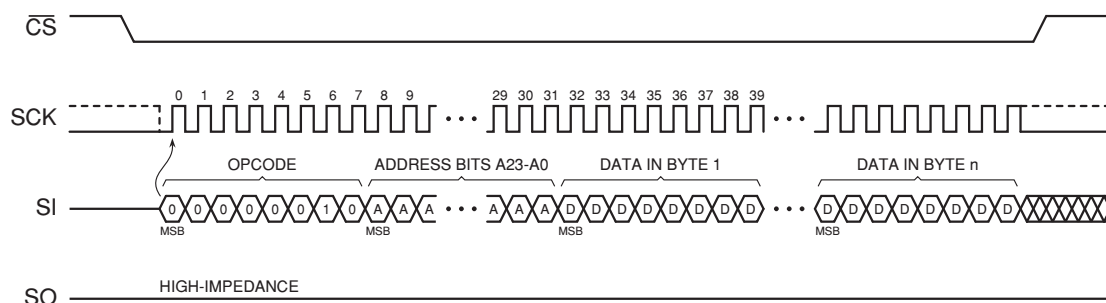 CS
0 1 2 3 4 5 6 7 8 9 29 30 31 32 33 34 35 36 37 38 39
SCK
OPCODE ADDRESS BITS A23-A0 DATA IN BYTE 1 DATA IN BYTE n
SI 0 0 0 0 0 0 1 0 A A A A A A D D D D D D D D D D D D D D D D
MSB MSB MSB MSB
HIGH-IMPEDANCE
SO